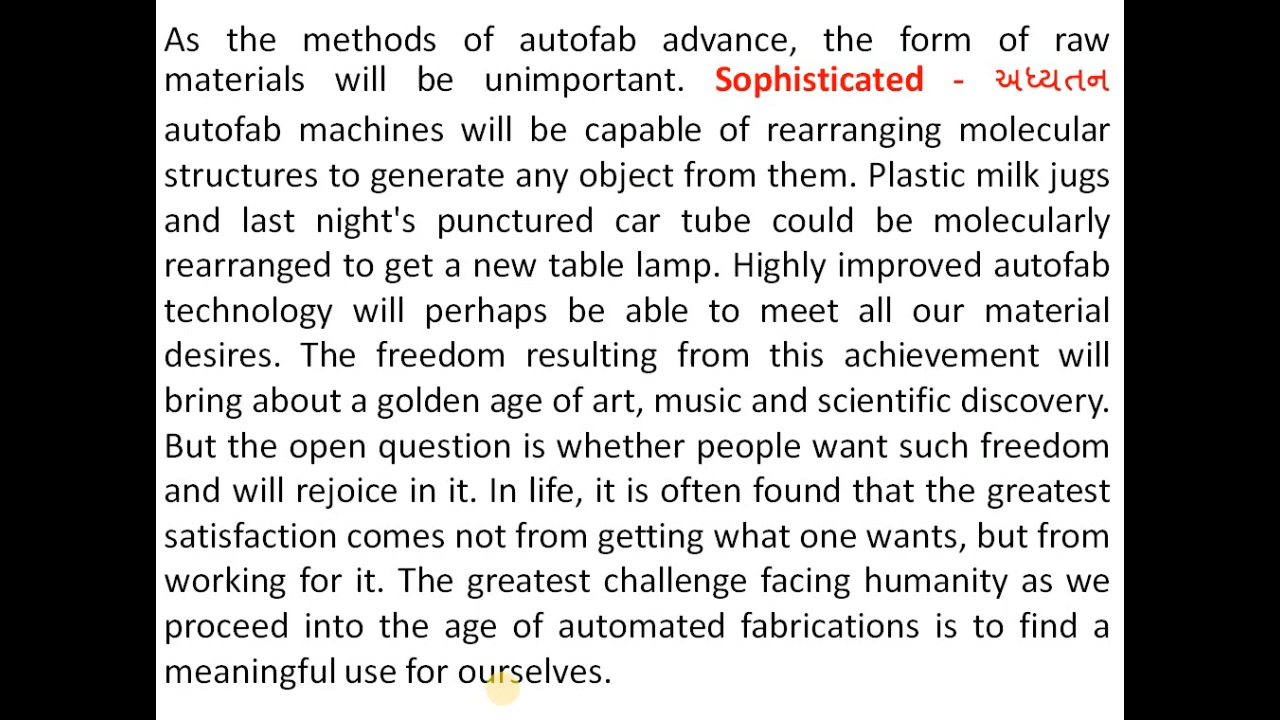 As the methods of autofab advance, the form of raw
materials will be unimportant. Sophisticated - અધ્યતન
autofab machines will be capable of rearranging molecular
structures to generate any object from them. Plastic milk jugs
and last night's punctured car tube could be molecularly
rearranged to get a new table lamp. Highly improved autofab
technology will perhaps be able to meet all our material
desires. The freedom resulting from this achievement will
bring about a golden age of art, music and scientific discovery.
But the open question is whether people want such freedom
and will rejoice in it. In life, it is often found that the greatest
satisfaction comes not from getting what one wants, but from
working for it. The greatest challenge facing humanity as we
proceed into the age of automated fabrications is to find a
meaningful use for ourselves.